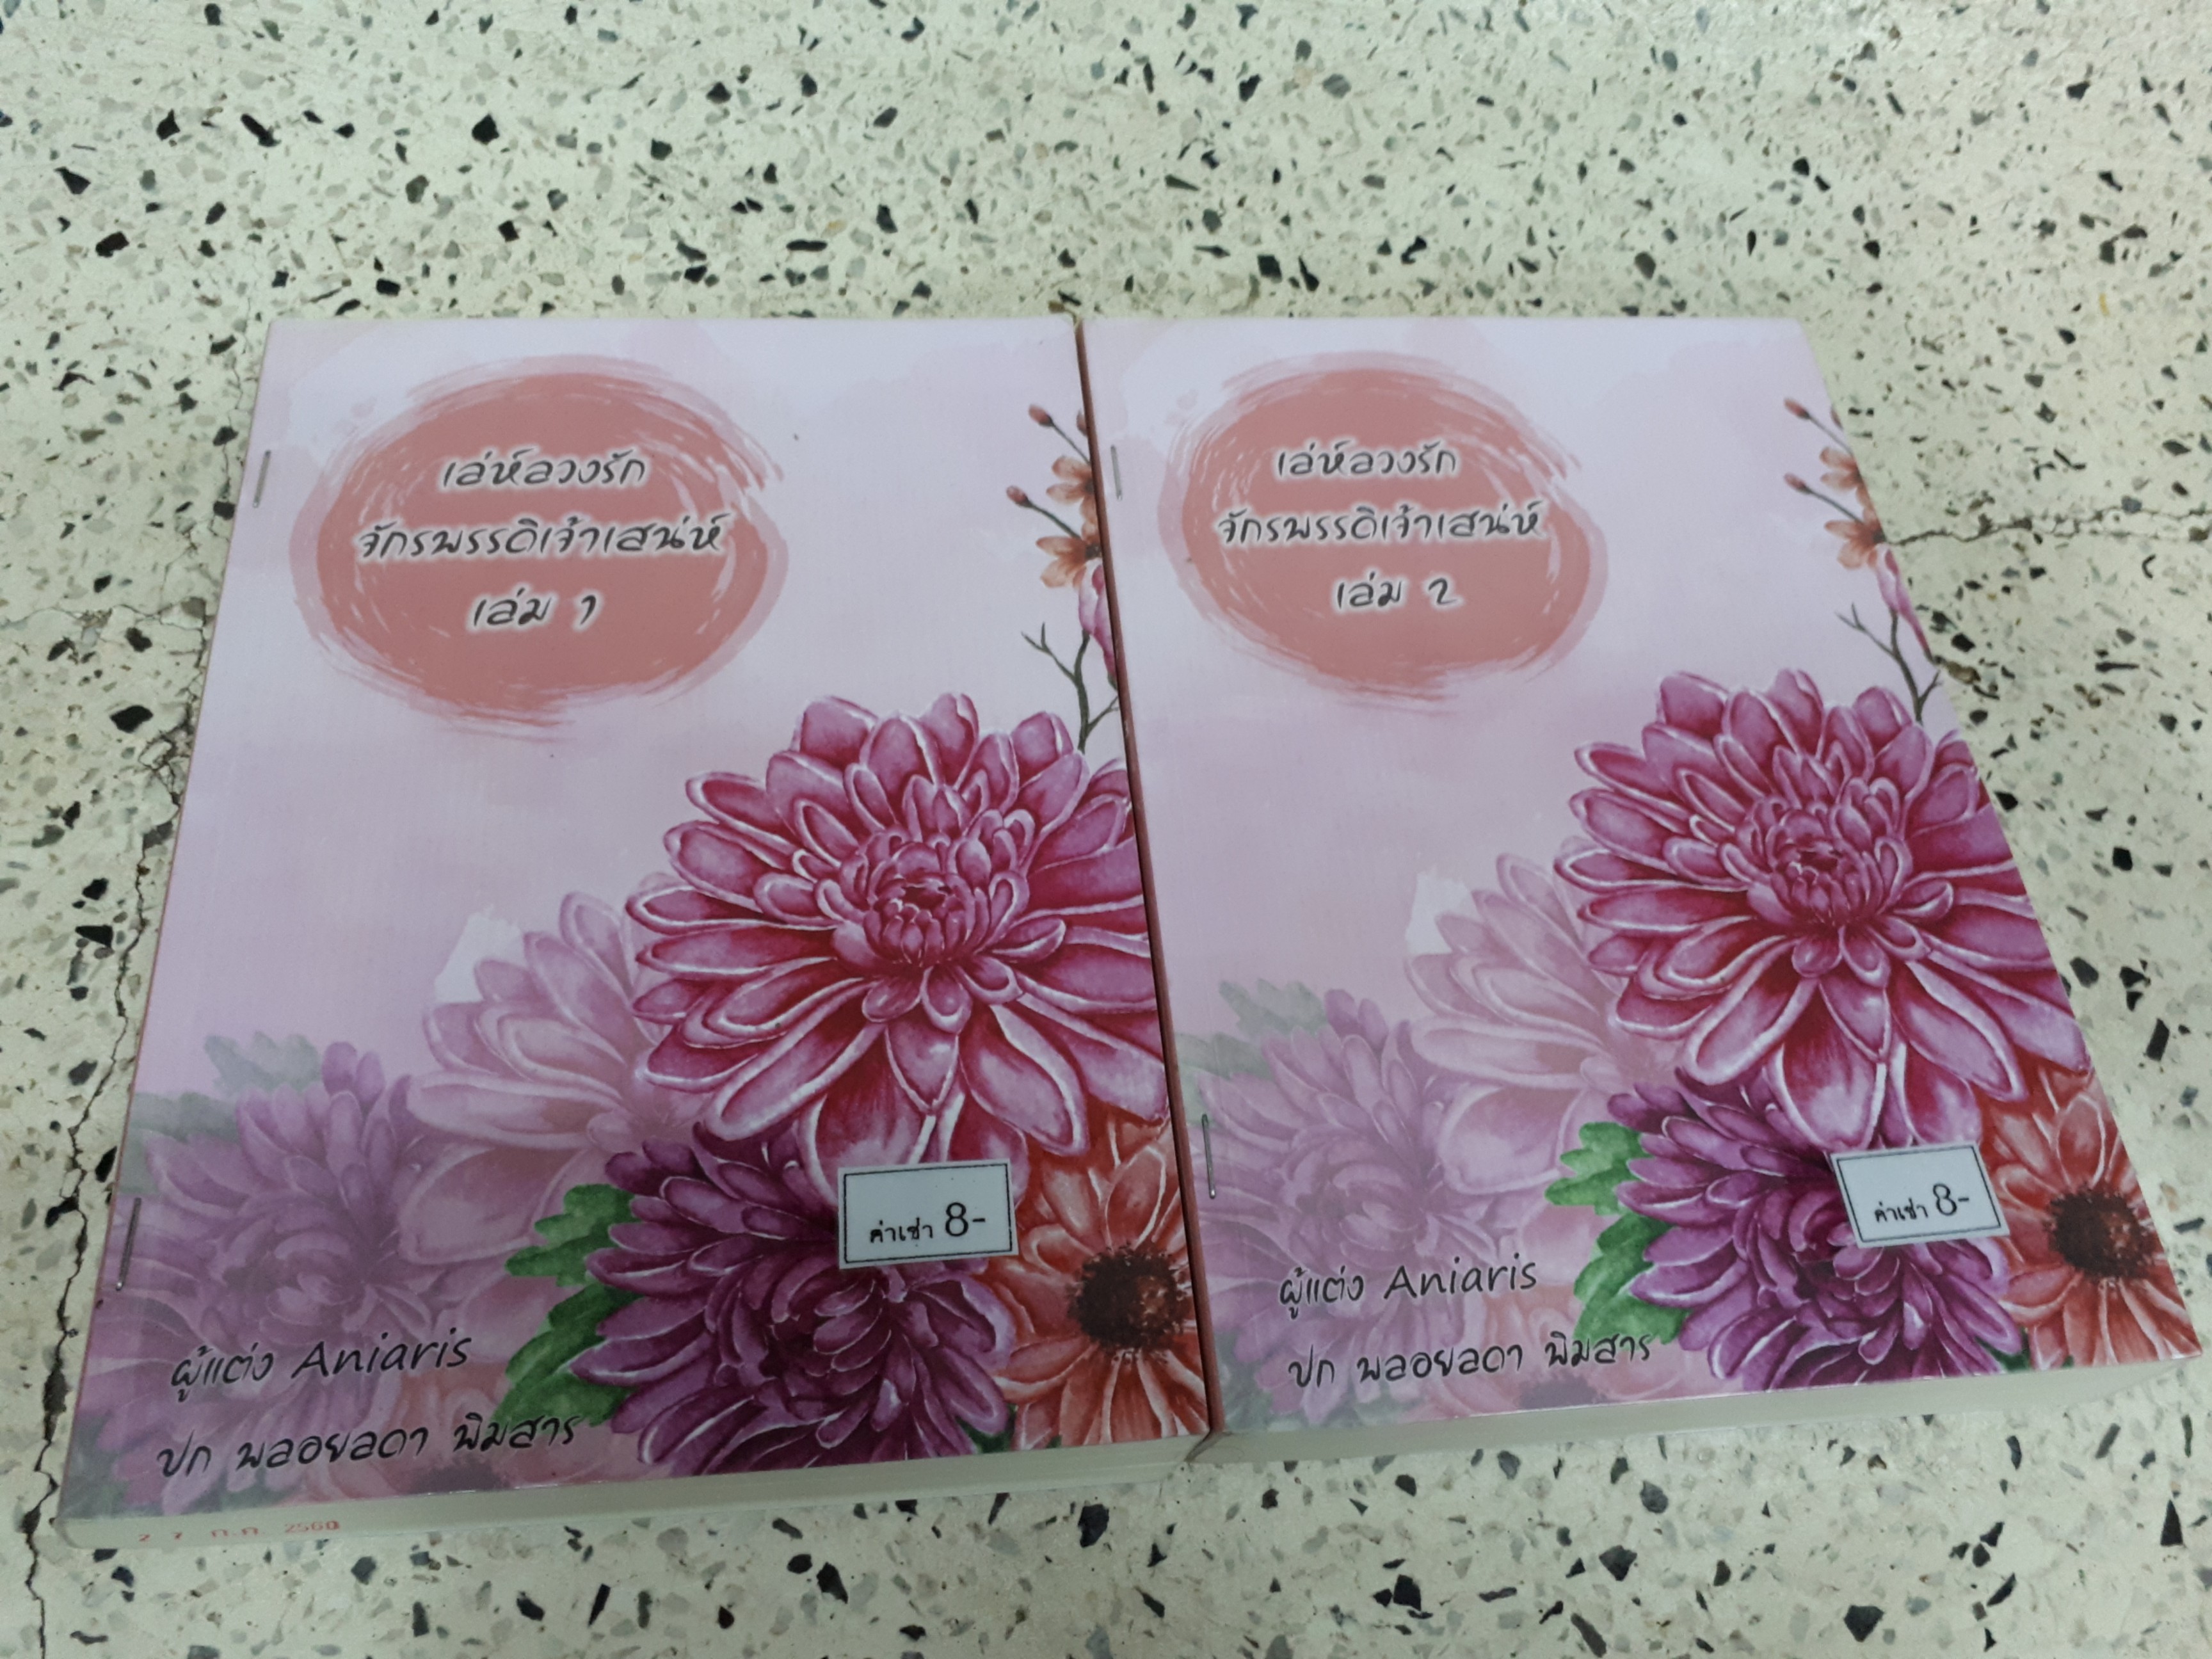 เล่ห์ลวงรัก
จักรพรรดิเจ้าเสน่ห์
เล่ม 1
ค่าเช่า 8-
ผู้แต่ง Aniaris
ปก พลอยลดา พิมสาร
2 7 ก.ค. 2560
เล่ห์ลวงรัก
จักรพรรดิเจ้าเสน่ห์
เล่ม 2
ค่าเช่า 8-
ผู้แต่ง Aniaris
ปก พลอยลดา พิมสาร